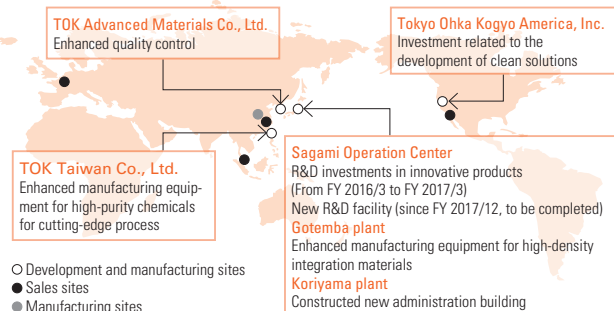 TOK Advanced Materials Co., Ltd.
Enhanced quality control
Tokyo Ohka Kogyo America, Inc.
Investment related to the
development of clean solutions
TOK Taiwan Co., Ltd.
Enhanced manufacturing equip-
ment for high-purity chemicals
for cutting-edge process
Sagami Operation Center
R&D investments in innovative products
(From FY 2016/3 to FY 2017/3)
New R&D facility (since FY 2017/12, to be completed)
Gotemba plant
Enhanced manufacturing equipment for high-density
integration materials
Koriyama plant
Constructed new administration building
Development and manufacturing sites
Sales sites
Manufacturing sites